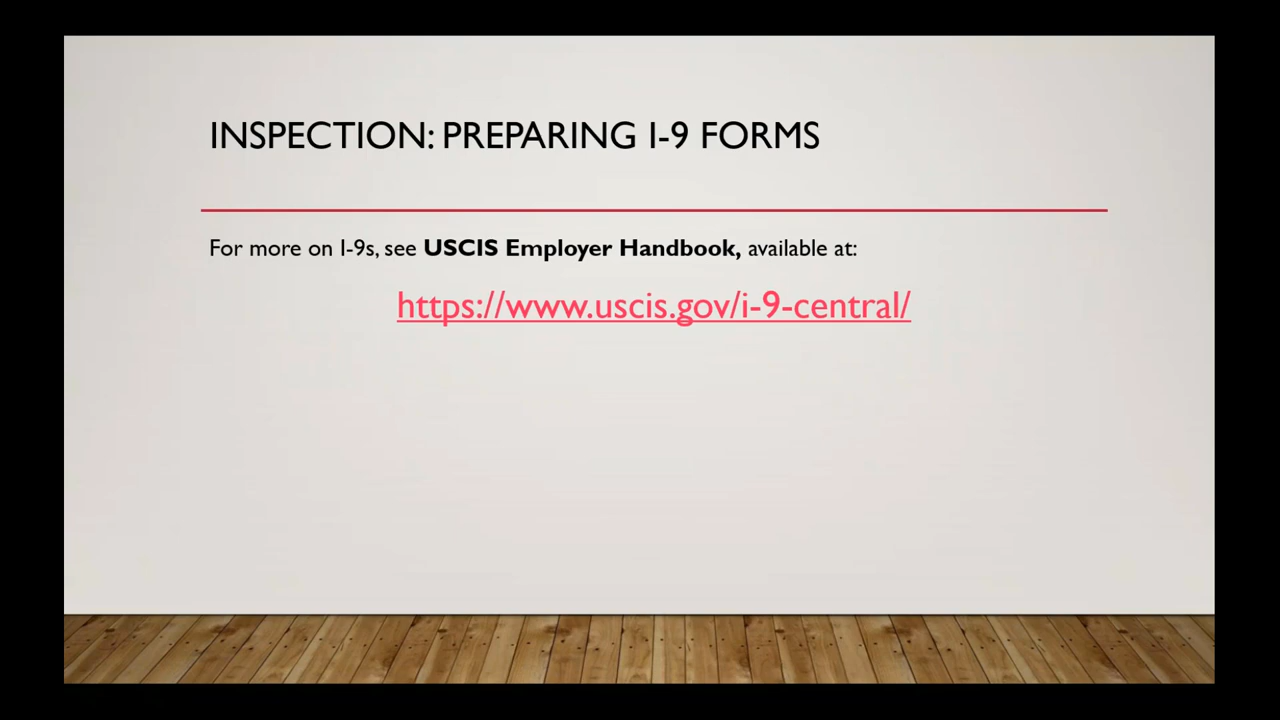 INSPECTION: PREPARING I-9 FORMS
For more on I-9s, see USCIS Employer Handbook, available at:
https://www.uscis.gov/i-9-central/